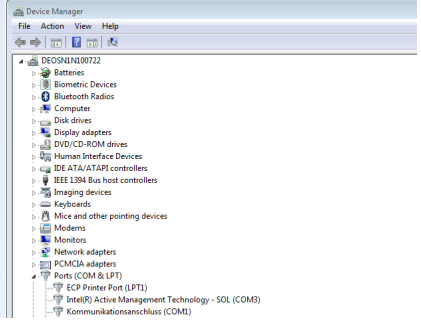 Device Manager
File Action View Help
DEOSN1N100722
Batteries
Biometric Devices
Bluetooth Radios
Computer
Disk drives
Display adapters
DVD/CD-ROM drives
Human Interface Devices
IDE ATA/ATAPI controllers
IEEE 1394 Bus host controllers
Imaging devices
Keyboards
Mice and other pointing devices
Modems
Monitors
Network adapters
PCMCIA adapters
Ports (COM & LPT)
ECP Printer Port (LPT1)
Intel(R) Active Management Technology - SOL (COM3)
Kommunikationsanschluss (COM1)